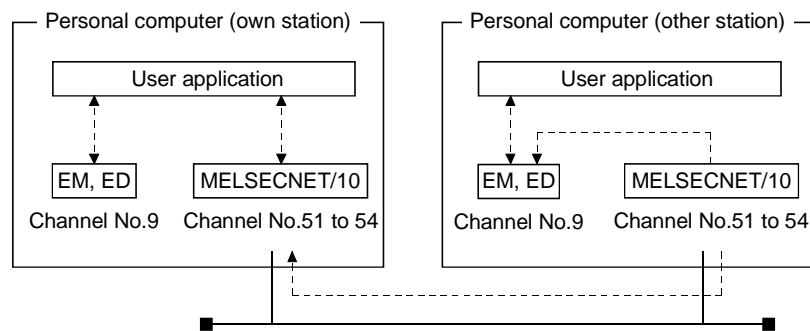 Personal computer (own station)
User application
EM, ED
MELSECNET/10
Channel No.9
Channel No.51 to 54
Personal computer (other station)
User application
EM, ED
MELSECNET/10
Channel No.9
Channel No.51 to 54